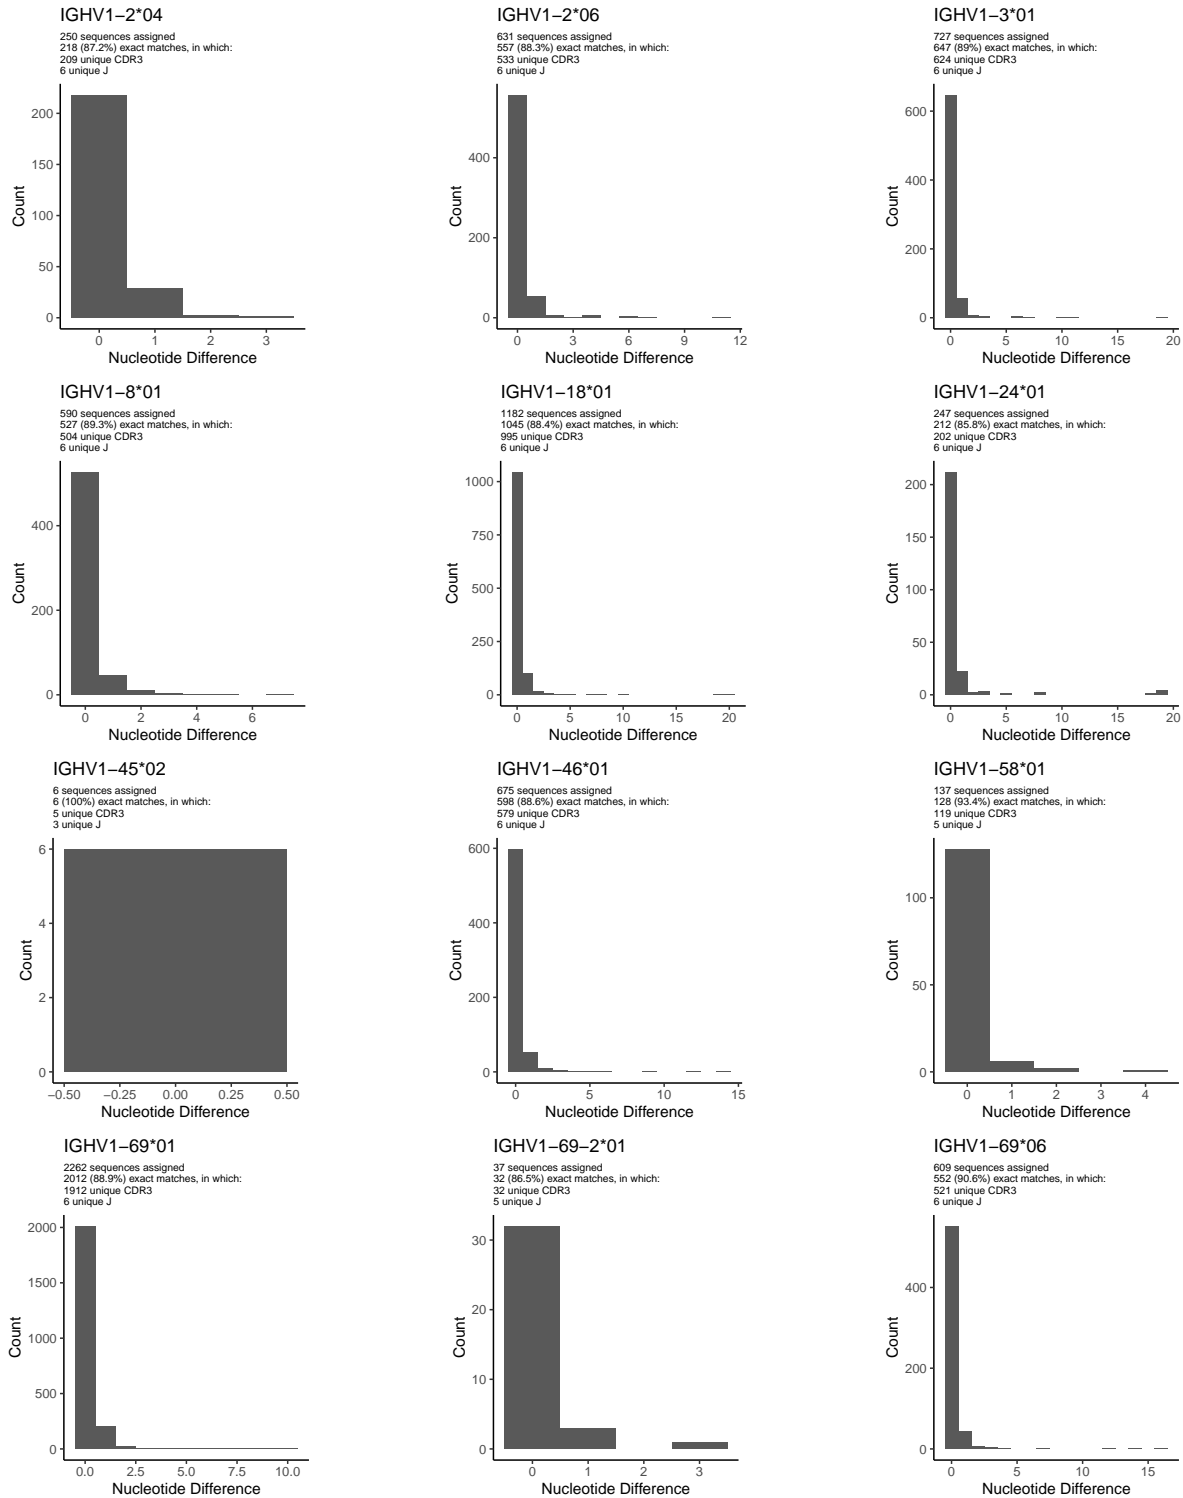 IGHV1−2*04
250 sequences assigned
218 (87.2%) exact matches, in which:
209 unique CDR3
6 unique J
200
150
100
50
0
Count
0 1 2 3
Nucleotide Difference
IGHV1−2*06
631 sequences assigned
557 (88.3%) exact matches, in which:
533 unique CDR3
6 unique J
400
200
0
Count
0 3 6 9 12
Nucleotide Difference
IGHV1−3*01
727 sequences assigned
647 (89%) exact matches, in which:
624 unique CDR3
6 unique J
600
400
200
0
Count
0 5 10 15 20
Nucleotide Difference
IGHV1−8*01
590 sequences assigned
527 (89.3%) exact matches, in which:
504 unique CDR3
6 unique J
400
200
0
Count
0 2 4 6
Nucleotide Difference
IGHV1−18*01
1182 sequences assigned
1045 (88.4%) exact matches, in which:
995 unique CDR3
6 unique J
1000
750
500
250
0
Count
0 5 10 15 20
Nucleotide Difference
IGHV1−24*01
247 sequences assigned
212 (85.8%) exact matches, in which:
202 unique CDR3
6 unique J
200
150
100
50
0
Count
0 5 10 15 20
Nucleotide Difference
IGHV1−45*02
6 sequences assigned
6 (100%) exact matches, in which:
5 unique CDR3
3 unique J
6
4
2
0
Count
−0.50 −0.25 0.00 0.25 0.50
Nucleotide Difference
IGHV1−46*01
675 sequences assigned
598 (88.6%) exact matches, in which:
579 unique CDR3
6 unique J
600
400
200
0
Count
0 5 10 15
Nucleotide Difference
IGHV1−58*01
137 sequences assigned
128 (93.4%) exact matches, in which:
119 unique CDR3
5 unique J
100
50
0
Count
0 1 2 3 4
Nucleotide Difference
IGHV1−69*01
2262 sequences assigned
2012 (88.9%) exact matches, in which:
1912 unique CDR3
6 unique J
2000
1500
1000
500
0
Count
0.0 2.5 5.0 7.5 10.0
Nucleotide Difference
IGHV1−69−2*01
37 sequences assigned
32 (86.5%) exact matches, in which:
32 unique CDR3
5 unique J
30
20
10
0
Count
0 1 2 3
Nucleotide Difference
IGHV1−69*06
609 sequences assigned
552 (90.6%) exact matches, in which:
521 unique CDR3
6 unique J
400
200
0
Count
0 5 10 15
Nucleotide Difference